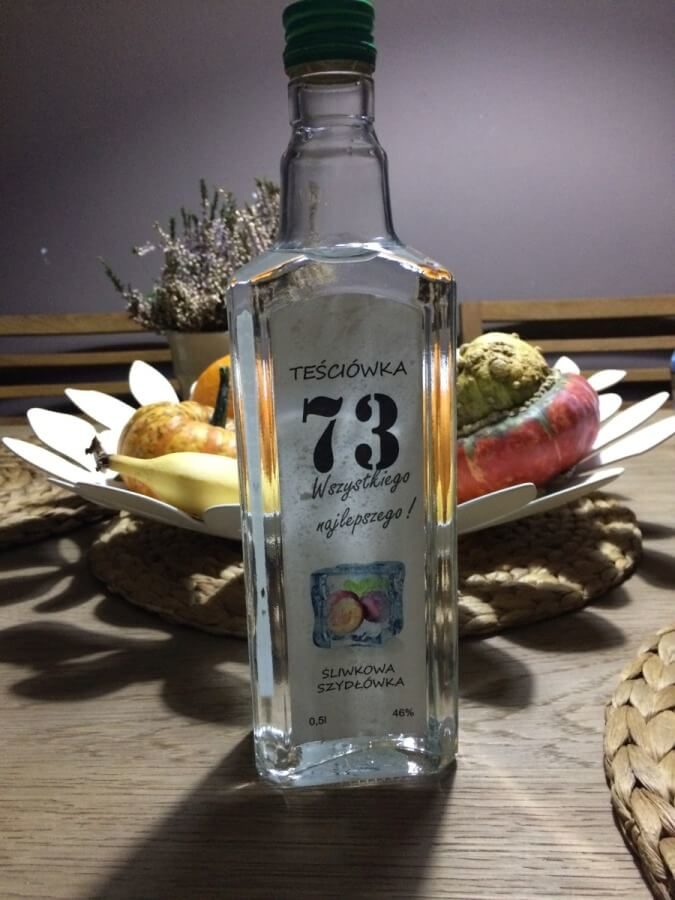 TEŚCIÓWKA
73
Wszystkiego
najlepszego!
ŚLIWKOWA
SZYDŁÓWKA
0,5l 46%